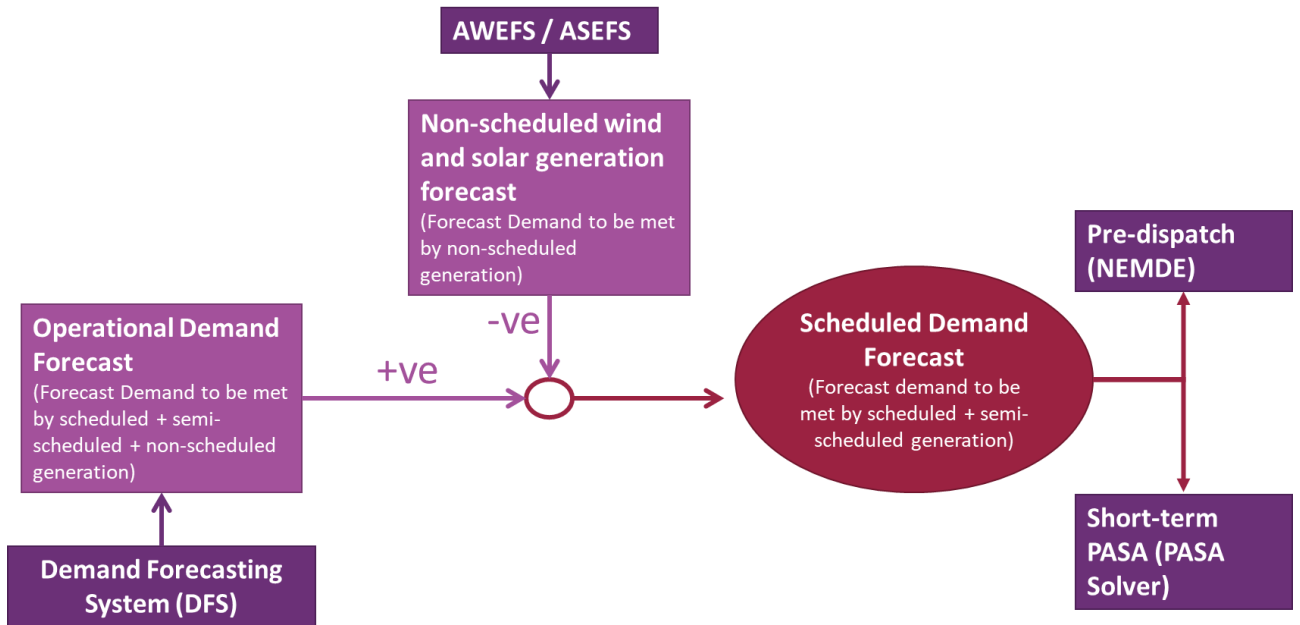 AWEFS / ASEFS
Non-scheduled wind
and solar generation
forecast
(Forecast Demand to be met
by non-scheduled
generation)
-ve
Operational Demand
Forecast
(Forecast Demand to be met
by scheduled + semi-
scheduled + non-scheduled
generation)
+ve
Demand Forecasting
System (DFS)
Scheduled Demand
Forecast
(Forecast demand to be
met by scheduled + semi-
scheduled generation)
Pre-dispatch
(NEMDE)
Short-term
PASA (PASA
Solver)